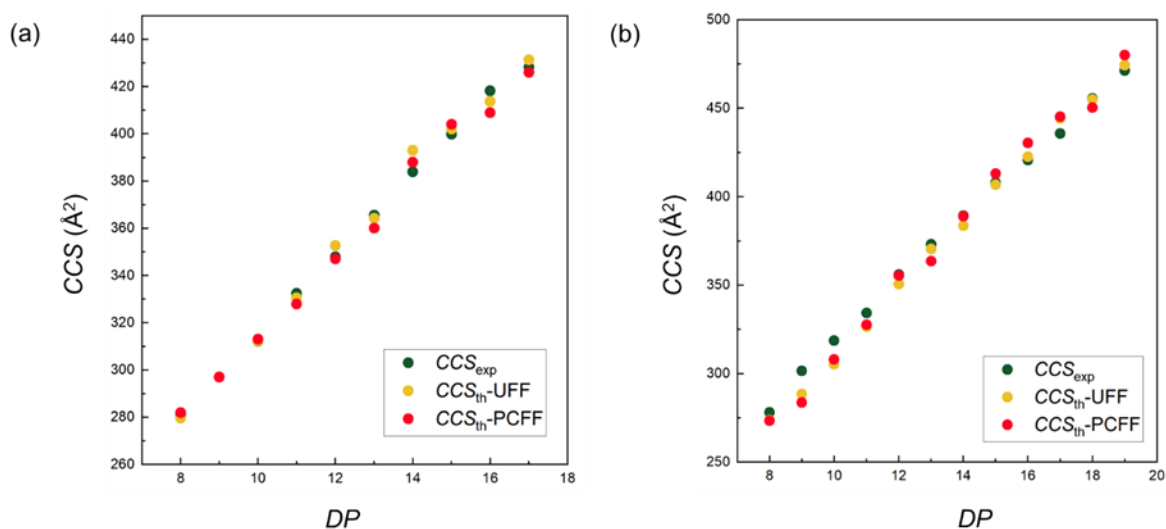 (a)
CCS (Å²)
440
420
400
380
360
340
320
300
280
260
8 10 12 14 16 18
DP
CCSexp
CCSth-UFF
CCSth-PCFF
(b)
CCS (Å²)
500
450
400
350
300
250
8 10 12 14 16 18 20
DP
CCSexp
CCSth-UFF
CCSth-PCFF